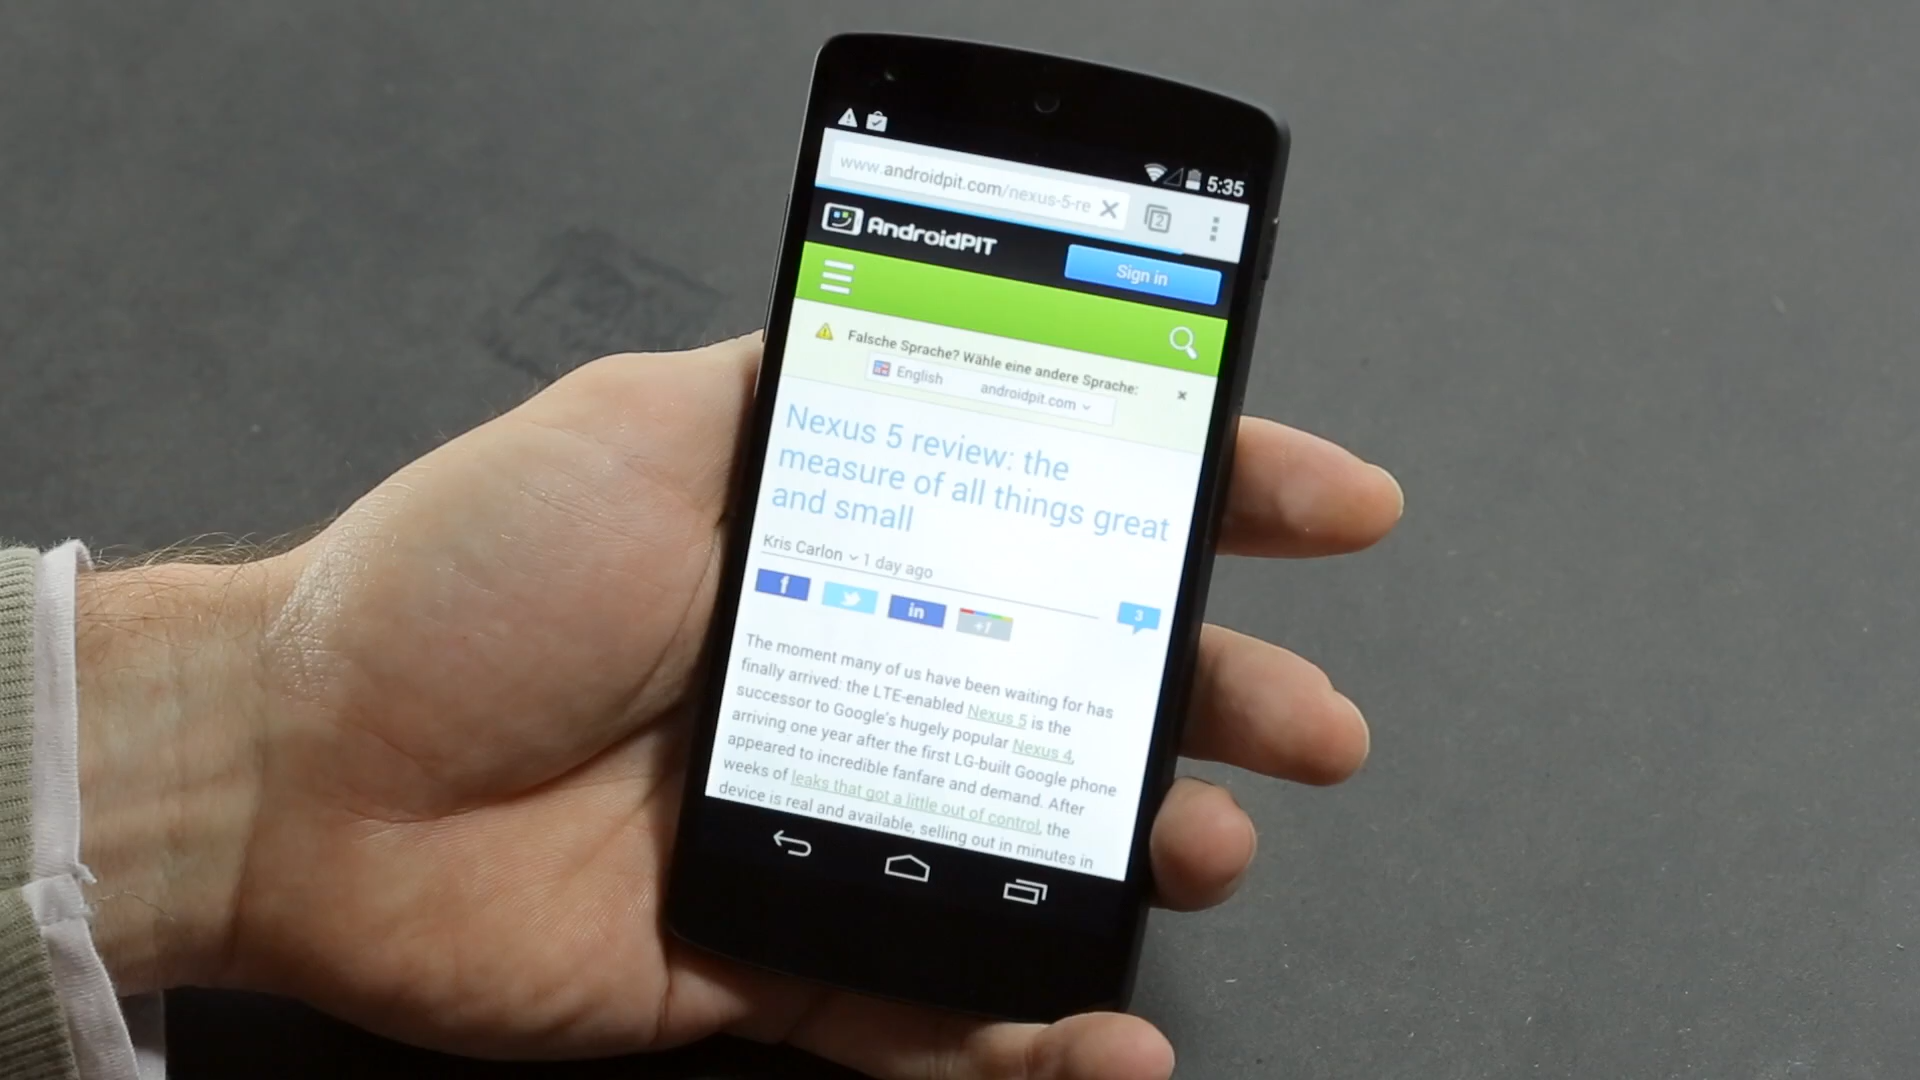 5:35
www.androidpit.com/nexus-5-re
2
AndroidPIT
Sign in
Falsche Sprache? Wähle eine andere Sprache:
English androidpit.com
Nexus 5 review: the
measure of all things great
and small
Kris Carlon 1 day ago
3
f
in
+1
The moment many of us have been waiting for has
finally arrived: the LTE-enabled Nexus 5 is the
successor to Google's hugely popular Nexus 4,
arriving one year after the first LG-built Google phone
appeared to incredible fanfare and demand. After
weeks of leaks that got a little out of control, the
device is real and available, selling out in minutes in